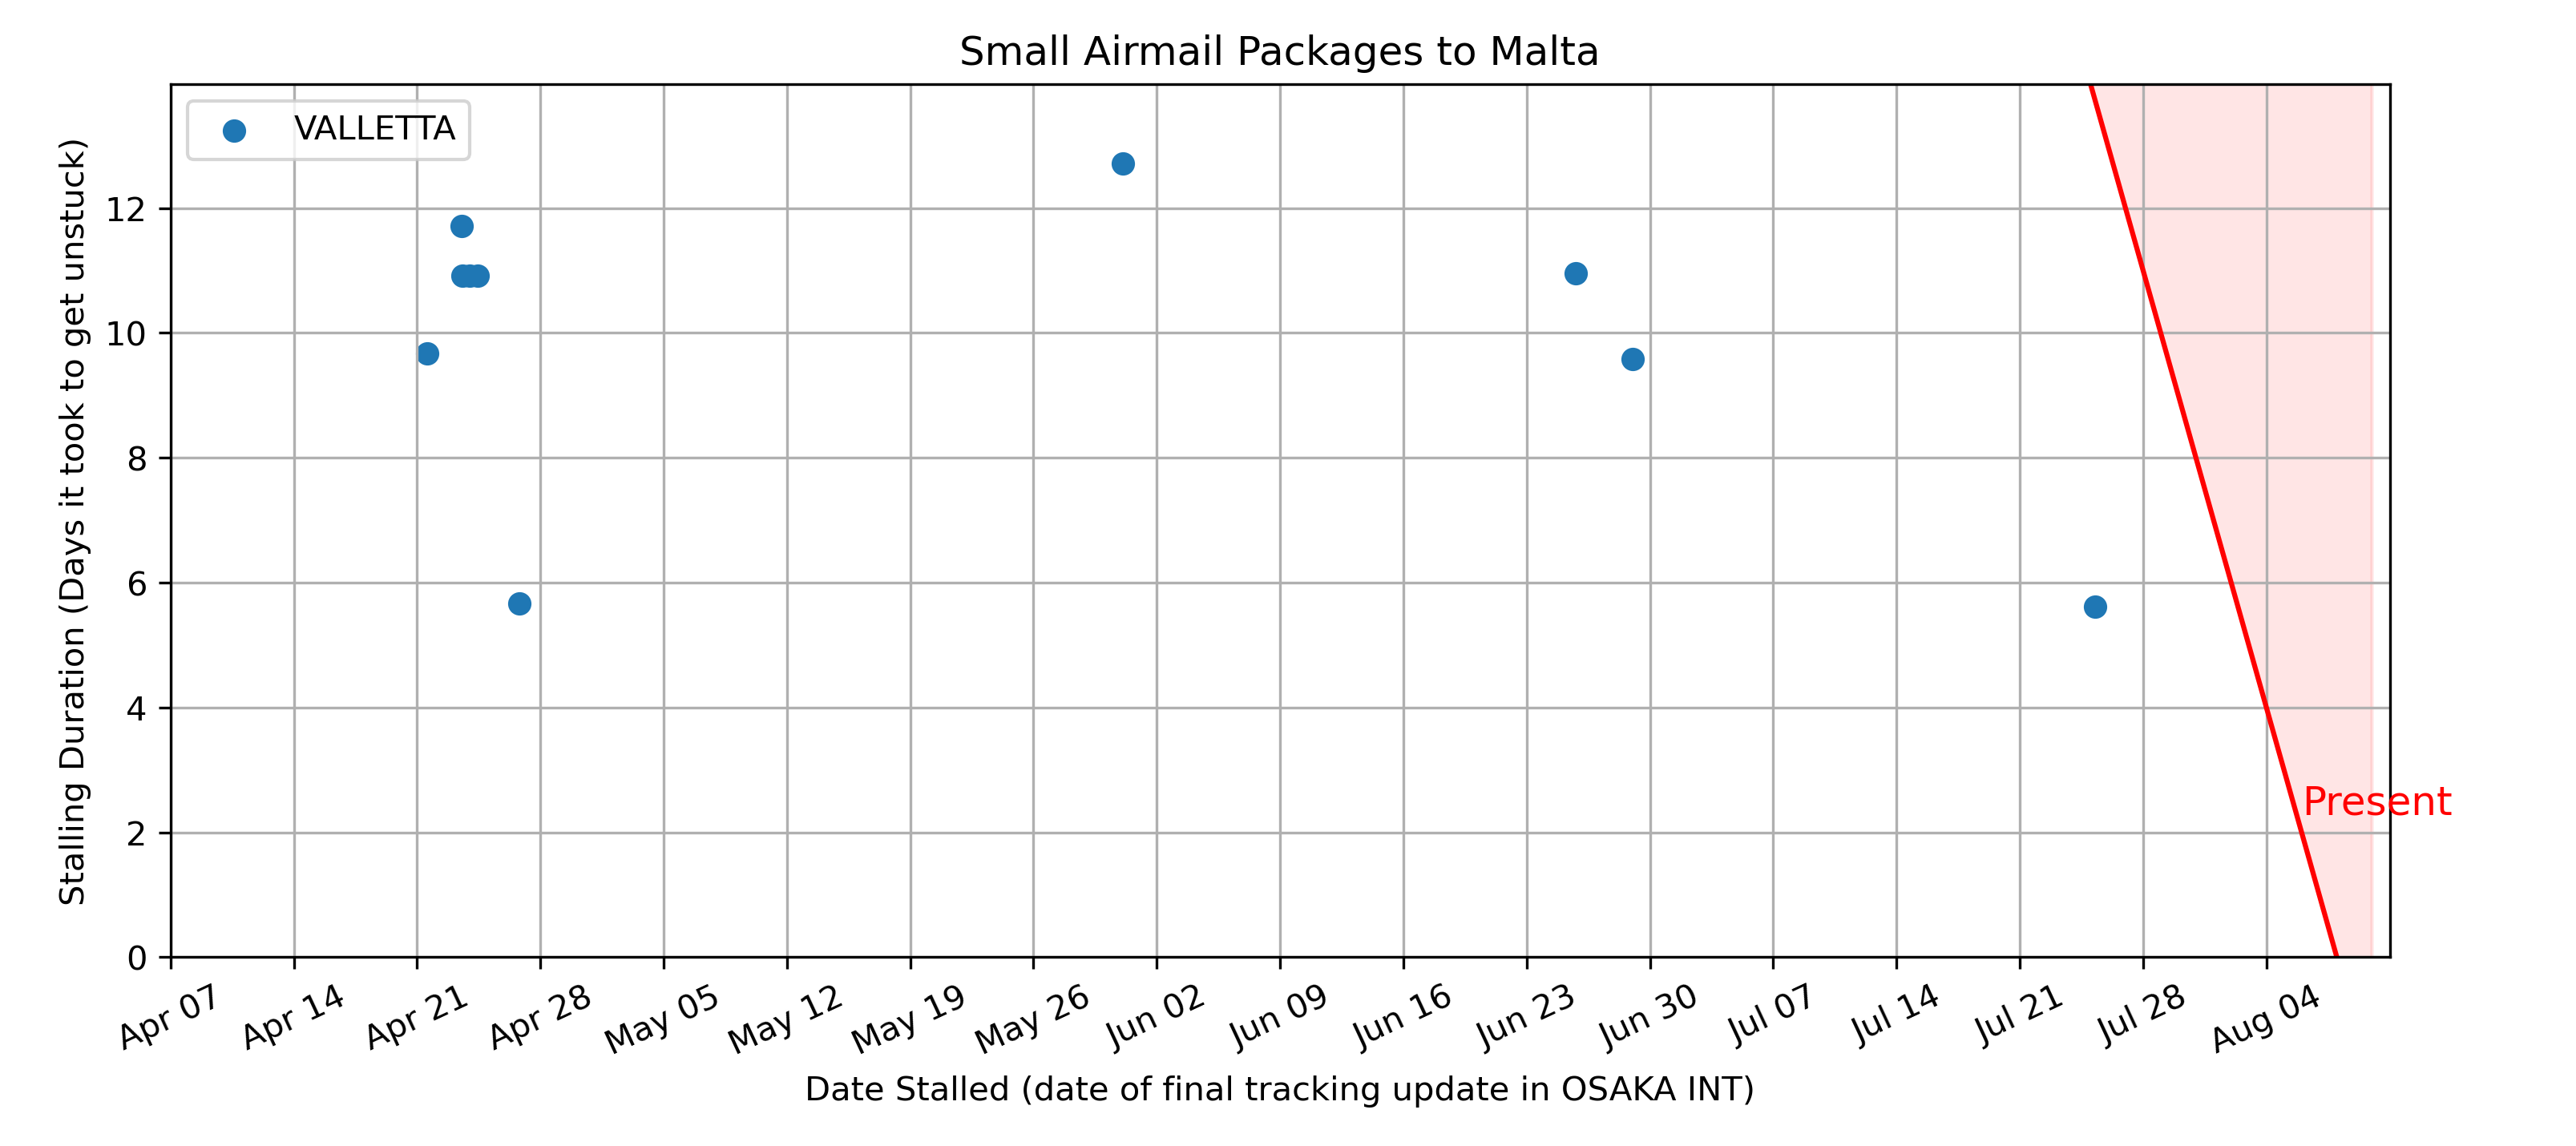 Small Airmail Packages to Malta
VALLETTA
Stalling Duration (Days it took to get unstuck)
12
10
8
6
4
2
0
Present
Apr 07
Apr 14
Apr 21
Apr 28
May 05
May 12
May 19
May 26
Jun 02
Jun 09
Jun 16
Jun 23
Jun 30
Jul 07
Jul 14
Jul 21
Jul 28
Aug 04
Date Stalled (date of final tracking update in OSAKA INT)